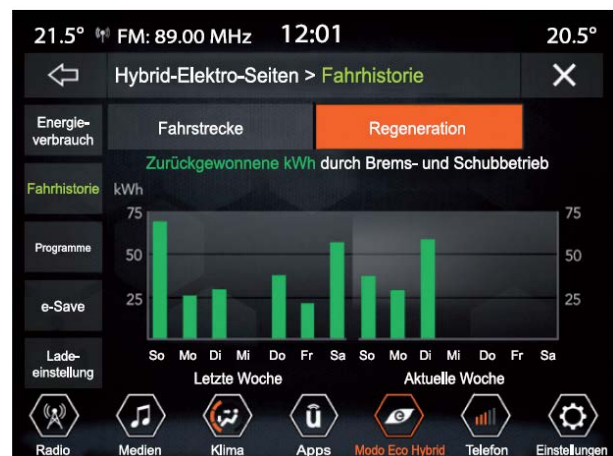 21.5° FM: 89.00 MHz 12:01 20.5°
Hybrid-Elektro-Seiten > Fahrhistorie
Energie-
verbrauch
Fahrhistorie
Programme
e-Save
Lade-
einstellung
Fahrstrecke Regeneration
Zurückgewonnene kWh durch Brems- und Schubbetrieb
kWh
75 75
50 50
25 25
So Mo Di Mi Do Fr Sa So Mo Di Mi Do Fr Sa
Letzte Woche Aktuelle Woche
Radio Medien Klima Apps Modo Eco Hybrid Telefon Einstellungen